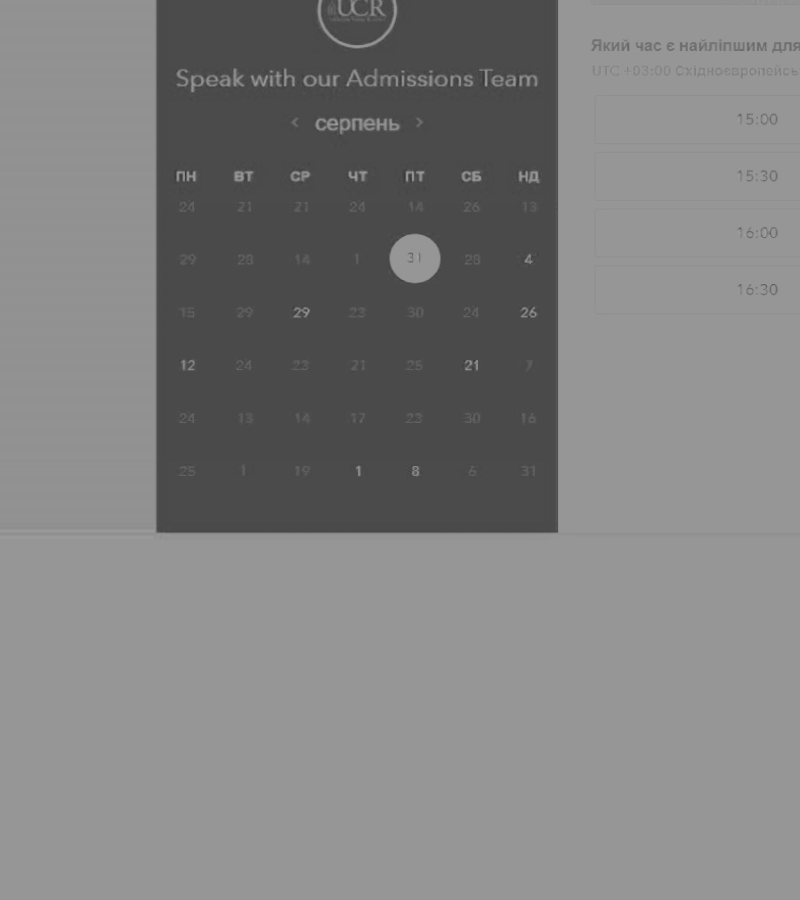 UCR
Speak with our Admissions Team
< серпень >
ПН ВТ СР ЧТ ПТ СБ НД
24 21 21 24 14 26 13
29 28 14 1 31 28 4
15 29 29 23 30 24 26
12 24 23 21 25 21 7
24 13 14 17 23 30 16
25 1 19 1 8 6 31
Який час є найліпшим для
UTC +03:00 Східноєвропейсь
15:00
15:30
16:00
16:30